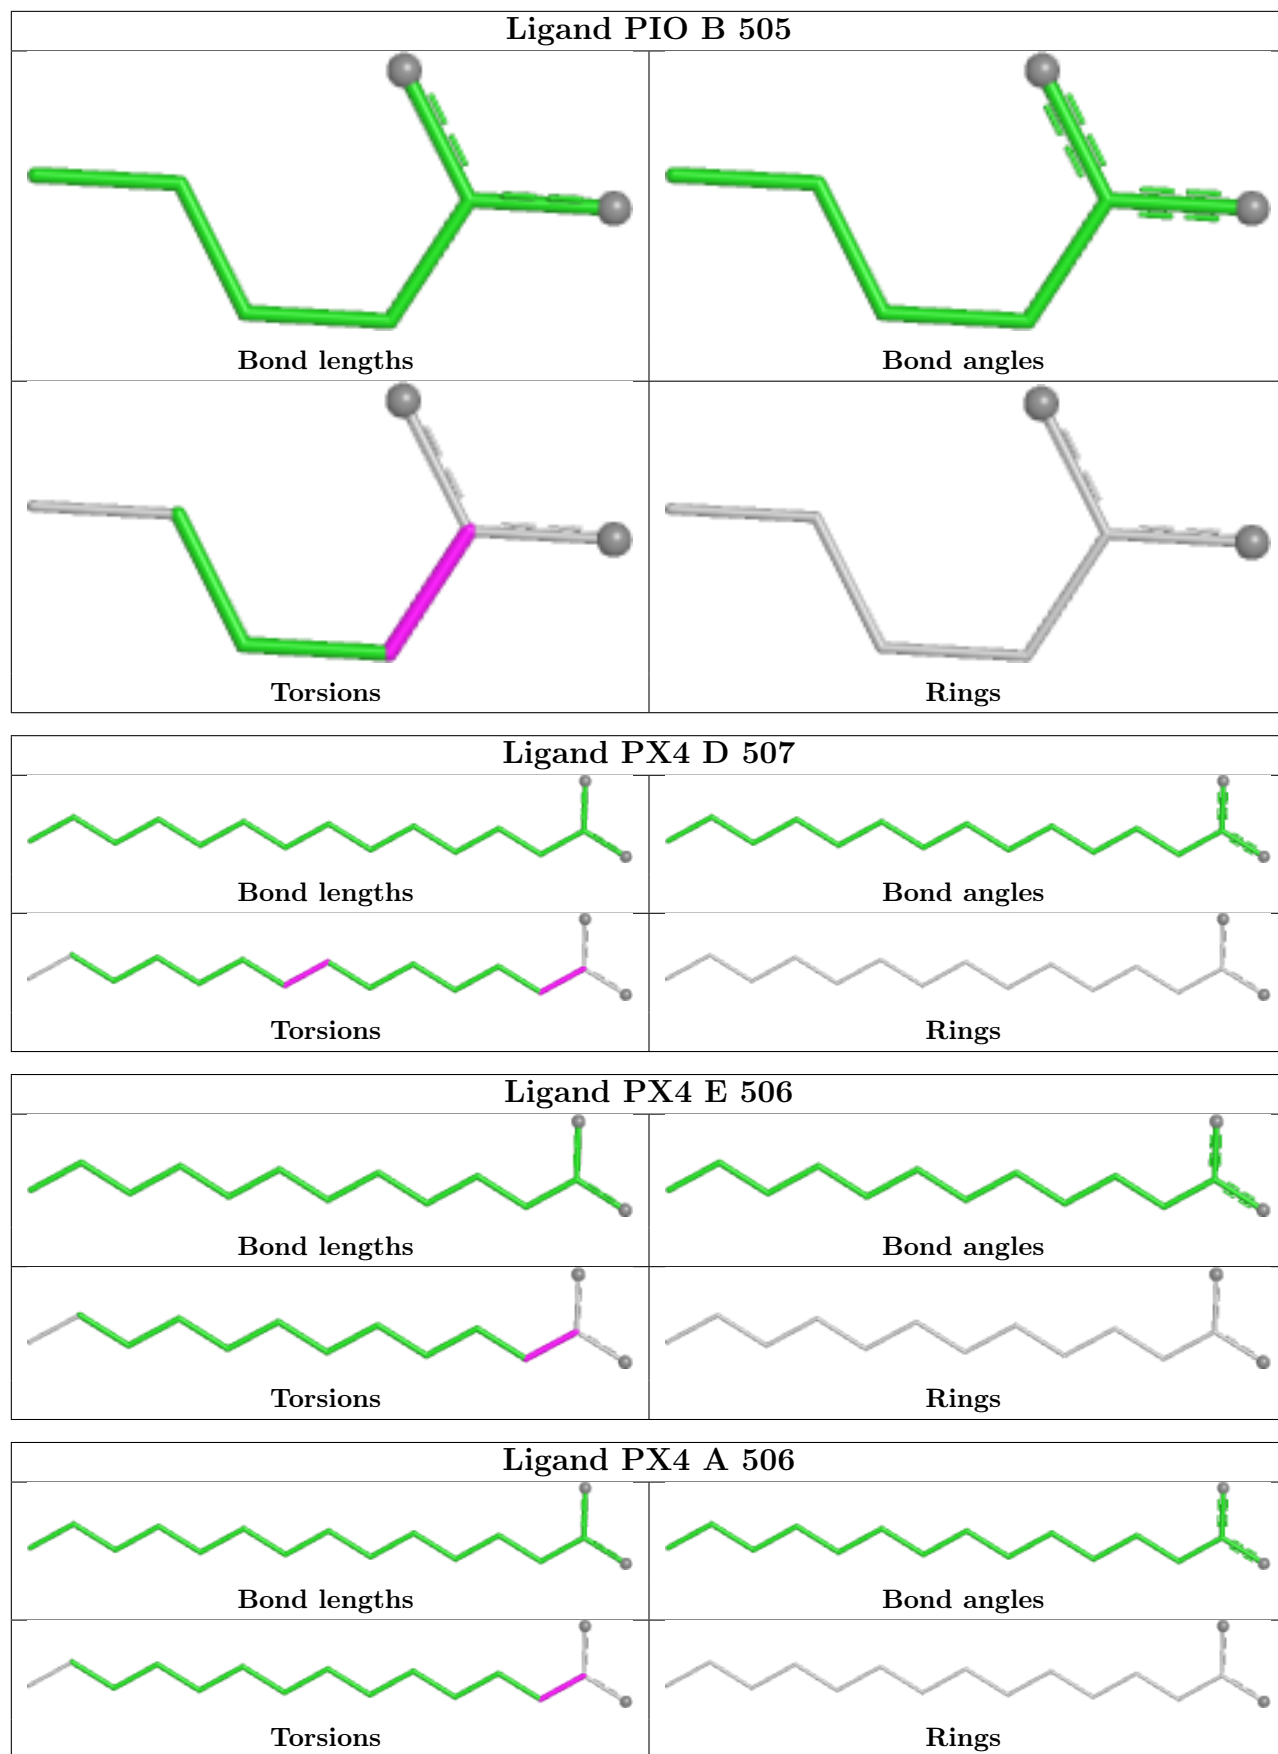 Ligand PIO B 505
Bond lengths
Bond angles
Torsions
Rings
Ligand PX4 D 507
Bond lengths
Bond angles
Torsions
Rings
Ligand PX4 E 506
Bond lengths
Bond angles
Torsions
Rings
Ligand PX4 A 506
Bond lengths
Bond angles
Torsions
Rings